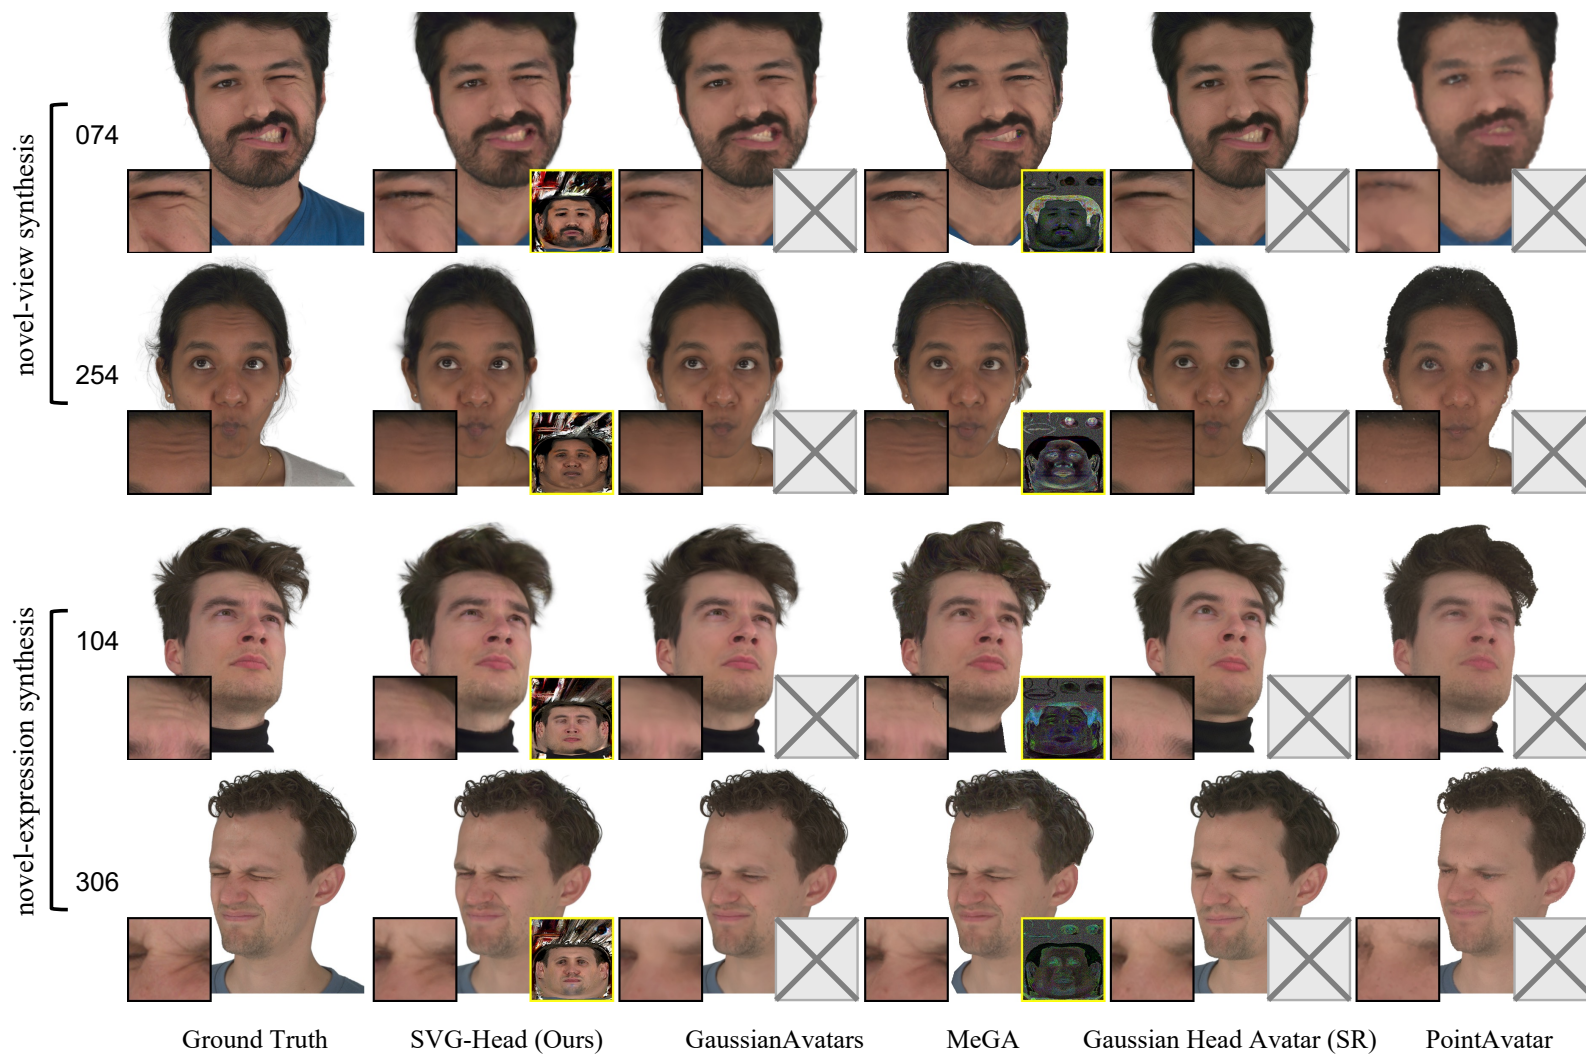 novel-view synthesis
074
254
novel-expression synthesis
104
306
Ground Truth
SVG-Head (Ours)
GaussianAvatars
MeGA
Gaussian Head Avatar (SR)
PointAvatar